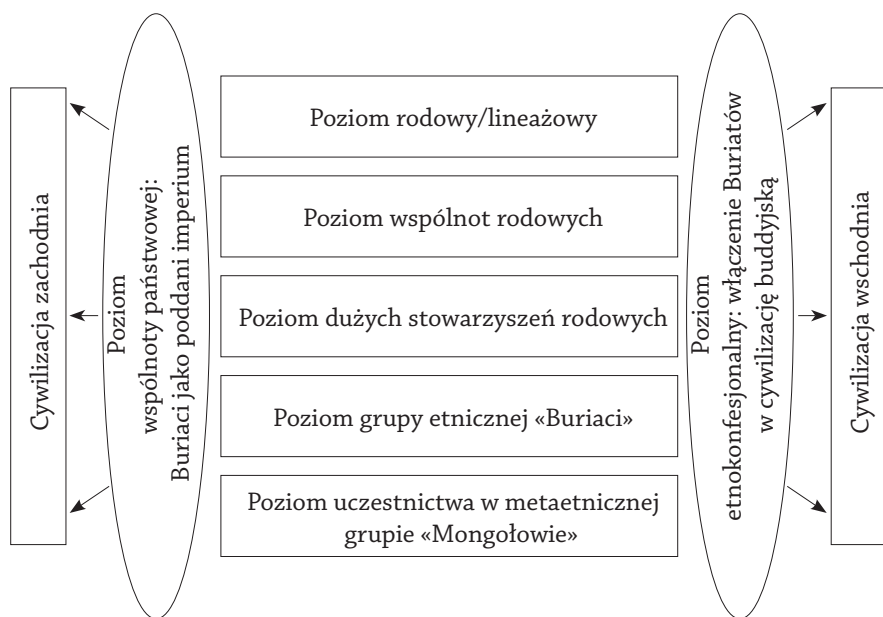 Cywilizacja zachodnia
Poziom
wspólnoty państwowej:
Buriaci jako poddani imperium
Poziom rodowy/lineażowy
Poziom wspólnot rodowych
Poziom dużych stowarzyszeń rodowych
Poziom grupy etnicznej «Buriaci»
Poziom uczestnictwa w metaetnicznej
grupie «Mongołowie»
Poziom
etnokonfesjonalny: włączenie Buriatów
w cywilizację buddyjską
Cywilizacja wschodnia